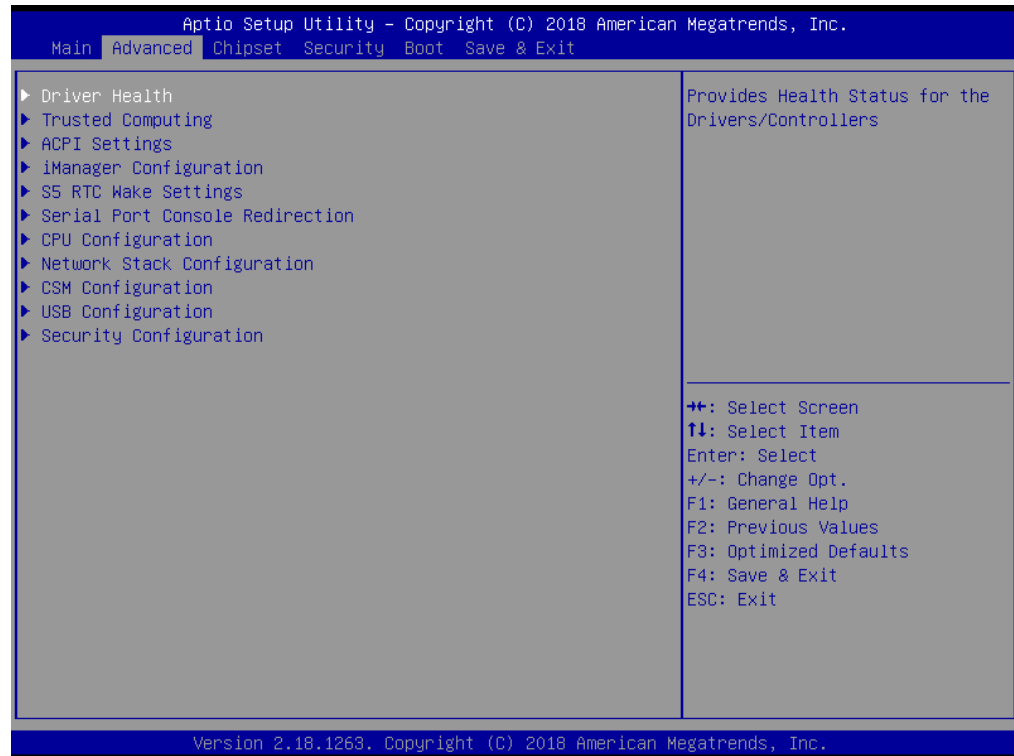 Aptio Setup Utility – Copyright (C) 2018 American Megatrends, Inc.
Main Advanced Chipset Security Boot Save & Exit
▶ Driver Health
▶ Trusted Computing
▶ ACPI Settings
▶ iManager Configuration
▶ S5 RTC Wake Settings
▶ Serial Port Console Redirection
▶ CPU Configuration
▶ Network Stack Configuration
▶ CSM Configuration
▶ USB Configuration
▶ Security Configuration
Provides Health Status for the
Drivers/Controllers
→←: Select Screen
↑↓: Select Item
Enter: Select
+/-: Change Opt.
F1: General Help
F2: Previous Values
F3: Optimized Defaults
F4: Save & Exit
ESC: Exit
Version 2.18.1263. Copyright (C) 2018 American Megatrends, Inc.